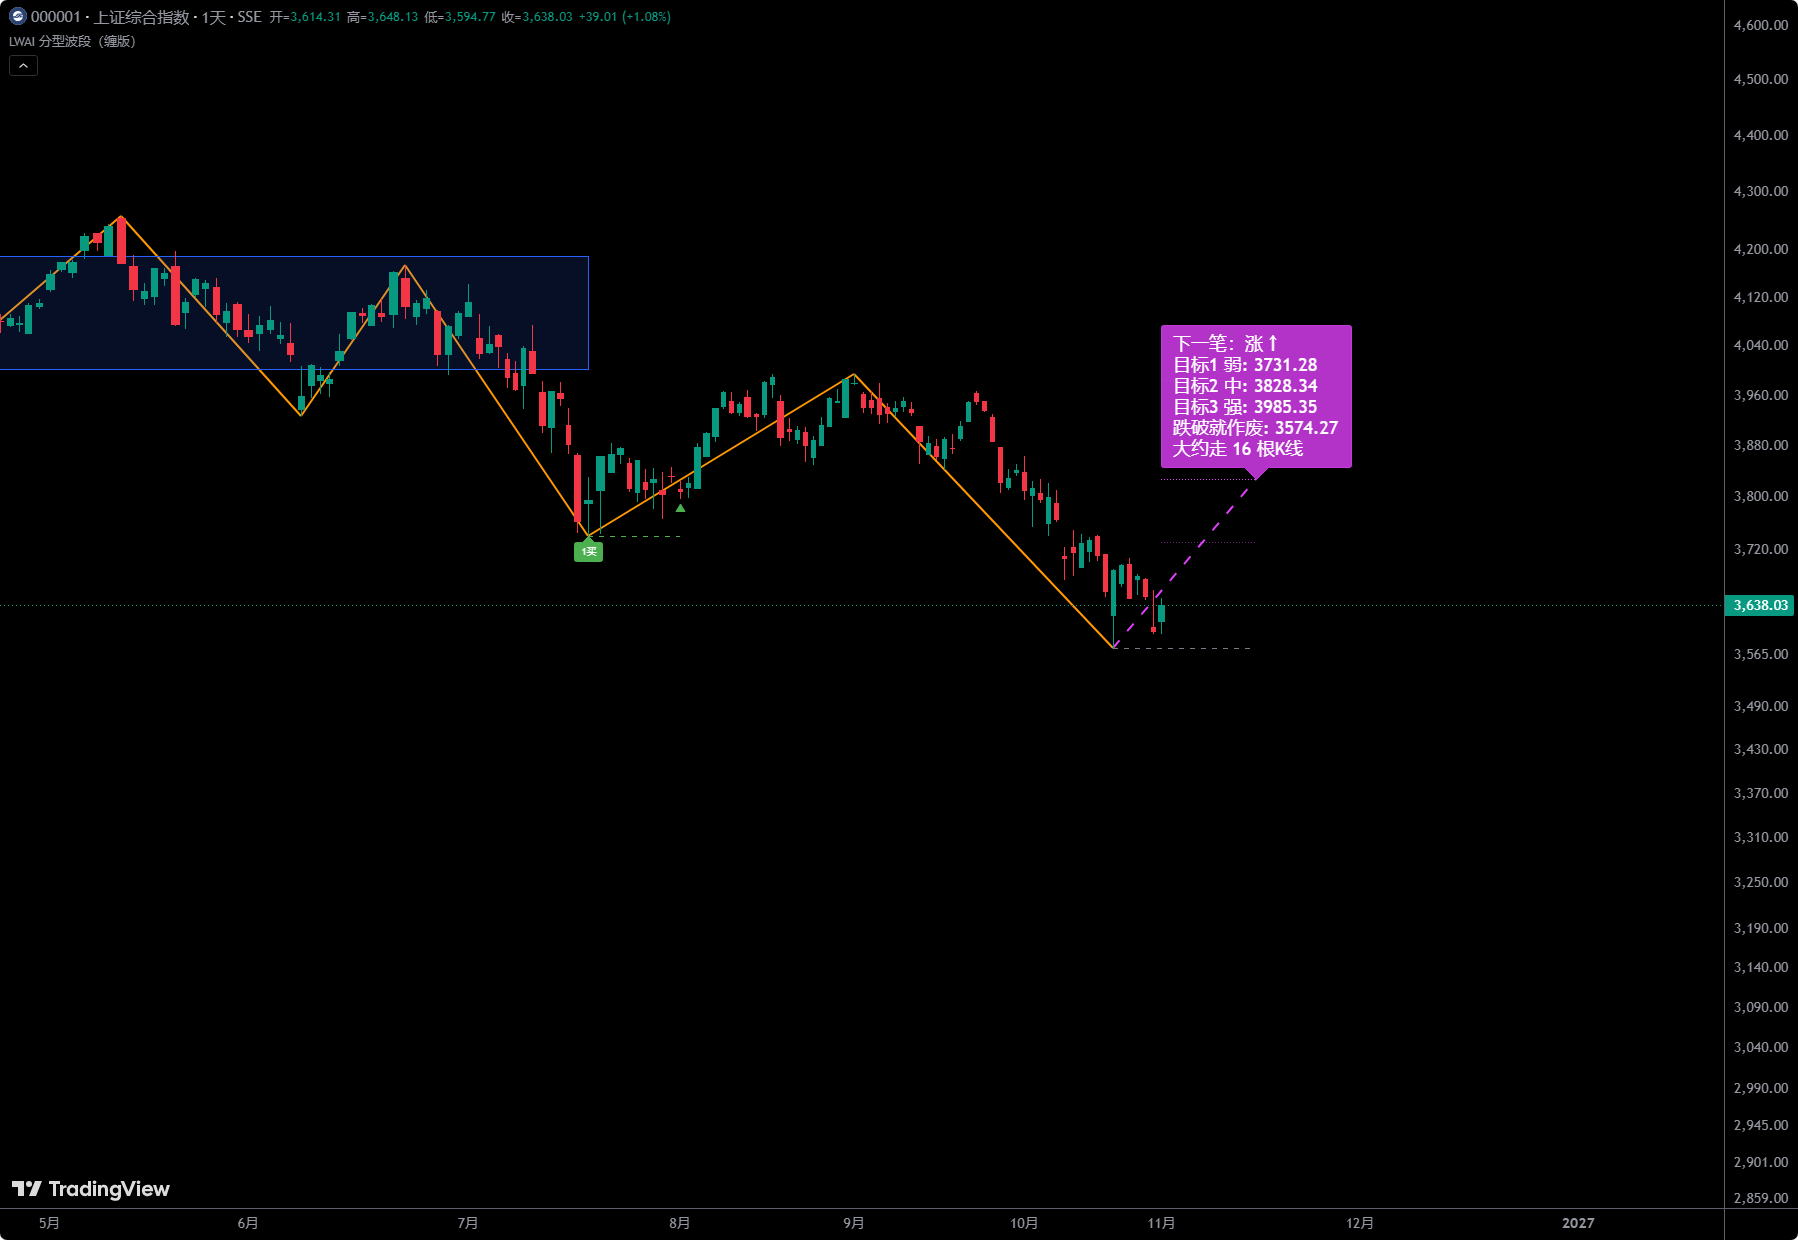 000001 · 上证综合指数 · 1天 · SSE 开=3,614.31 高=3,648.13 低=3,594.77 收=3,638.03 +39.01 (+1.08%)
LWAI 分型波段（缠版）
4,600.00
4,500.00
4,400.00
4,300.00
4,200.00
4,120.00
4,040.00
3,960.00
3,880.00
3,800.00
3,720.00
3,638.03
3,565.00
3,490.00
3,430.00
3,370.00
3,310.00
3,250.00
3,190.00
3,140.00
3,090.00
3,040.00
2,990.00
2,945.00
2,901.00
2,859.00
下一笔：涨↑
目标1 弱: 3731.28
目标2 中: 3828.34
目标3 强: 3985.35
跌破就作废: 3574.27
大约走 16 根K线
1买
TradingView
5月 6月 7月 8月 9月 10月 11月 12月 2027